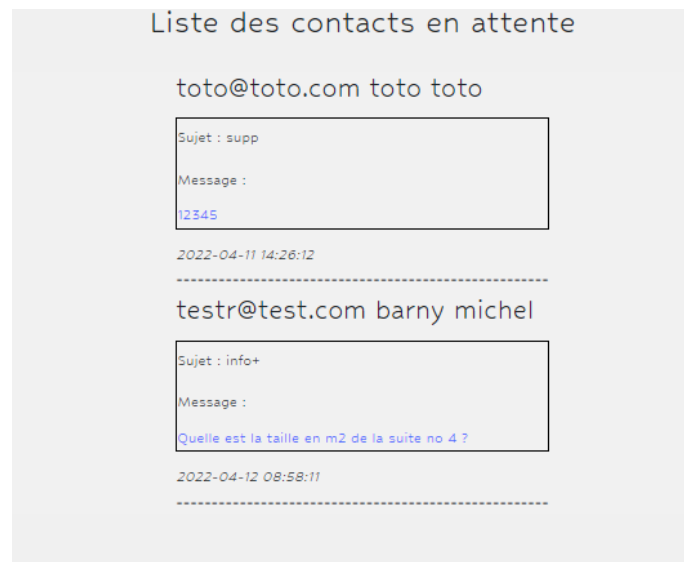 Liste des contacts en attente
toto@toto.com toto toto
Sujet : supp
Message :
12345
2022-04-11 14:26:12
-----------------------------------------------------
testr@test.com barny michel
Sujet : info+
Message :
Quelle est la taille en m2 de la suite no 4 ?
2022-04-12 08:58:11
-----------------------------------------------------